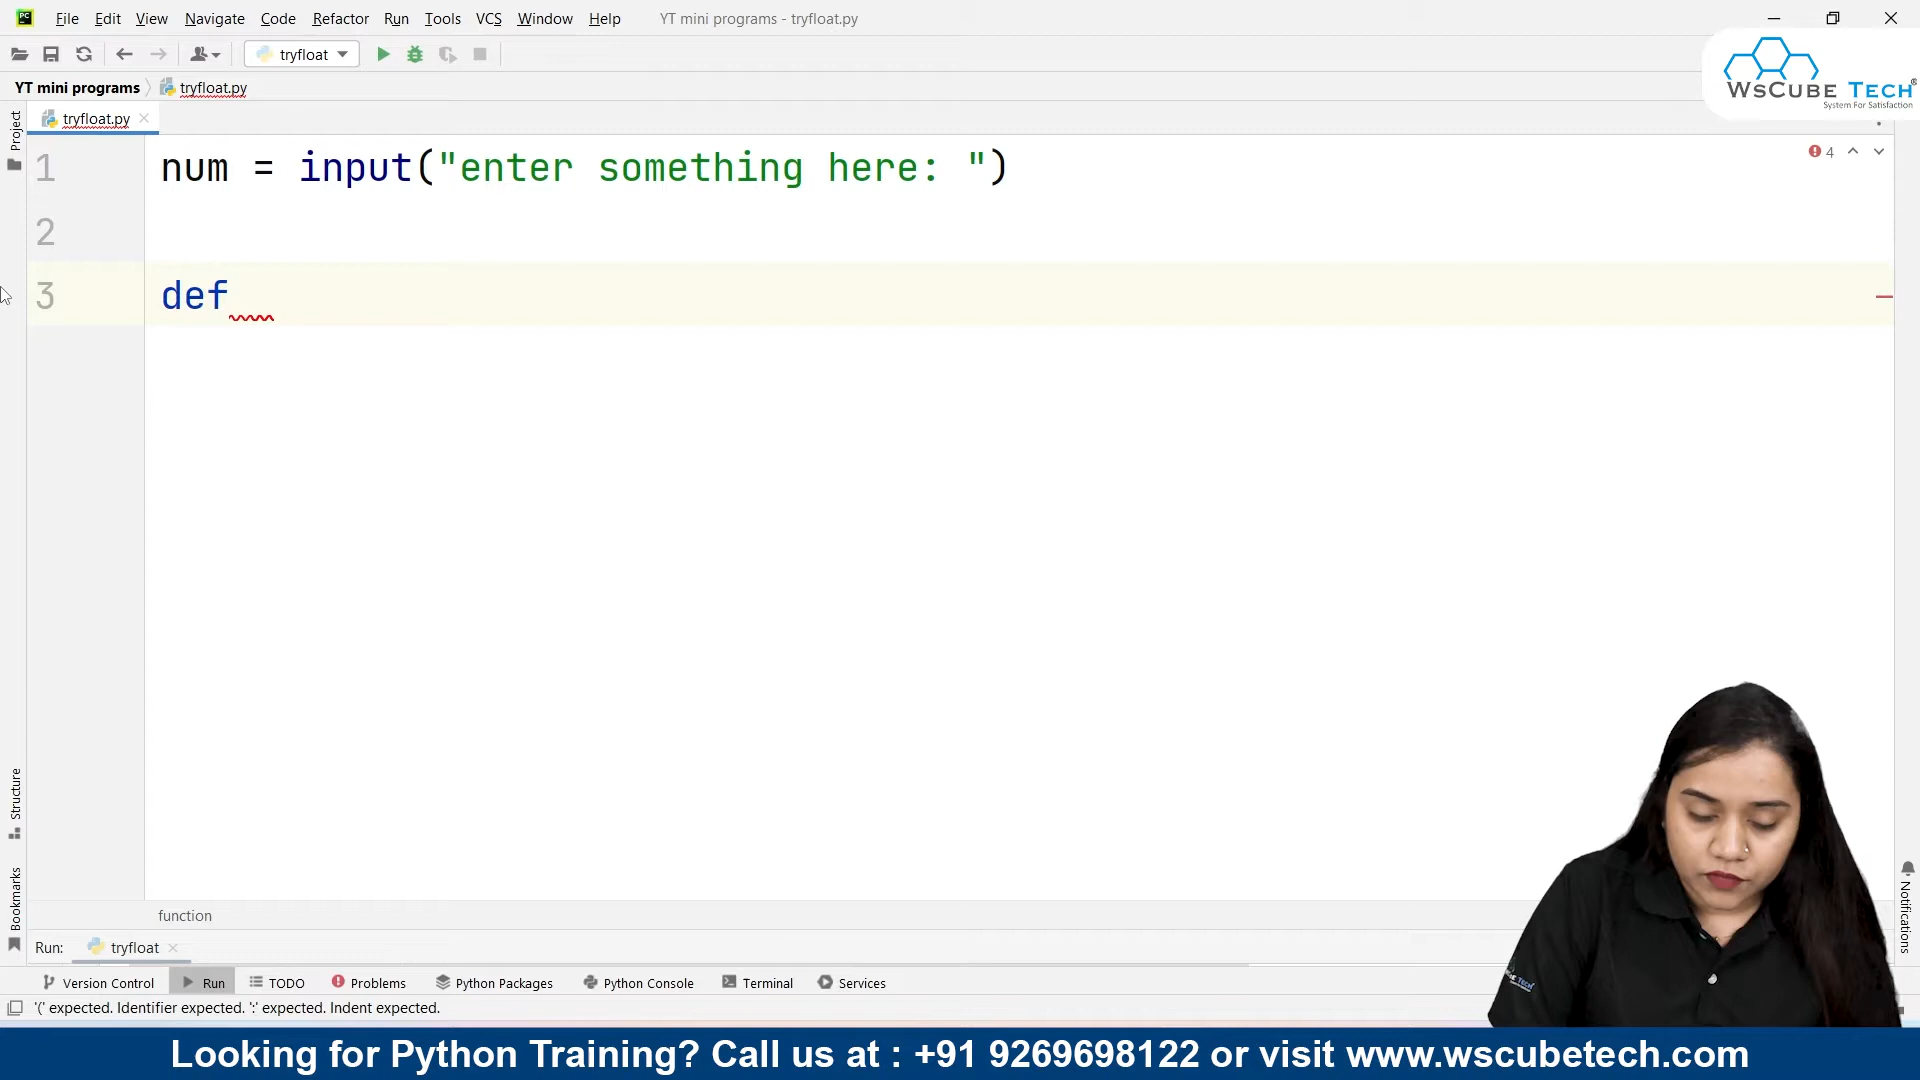 File Edit View Navigate Code Refactor Run Tools VCS Window Help YT mini programs - tryfloat.py
tryfloat
WsCube Tech®
System For Satisfaction
YT mini programs tryfloat.py
tryfloat.py
Project
1 num = input("enter something here: ")
4
2
3 def
Structure
Bookmarks
Notifications
function
Run: tryfloat
Version Control Run TODO Problems Python Packages Python Console Terminal Services
'(' expected. Identifier expected. ':' expected. Indent expected.
Looking for Python Training? Call us at : +91 9269698122 or visit www.wscubetech.com